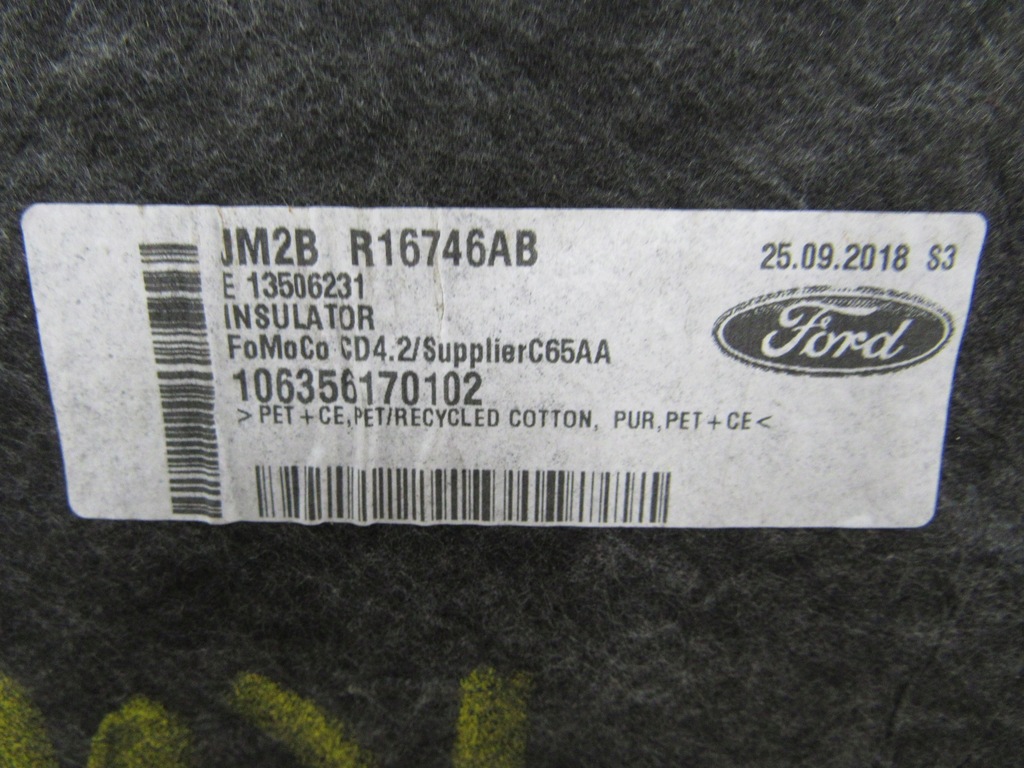 JM2B R16746AB
25.09.2018 S3
E 13506231
INSULATOR
Ford
FoMoCo CD4.2/SupplierC65AA
106356170102
> PET+CE,PET/RECYCLED COTTON, PUR,PET+CE<